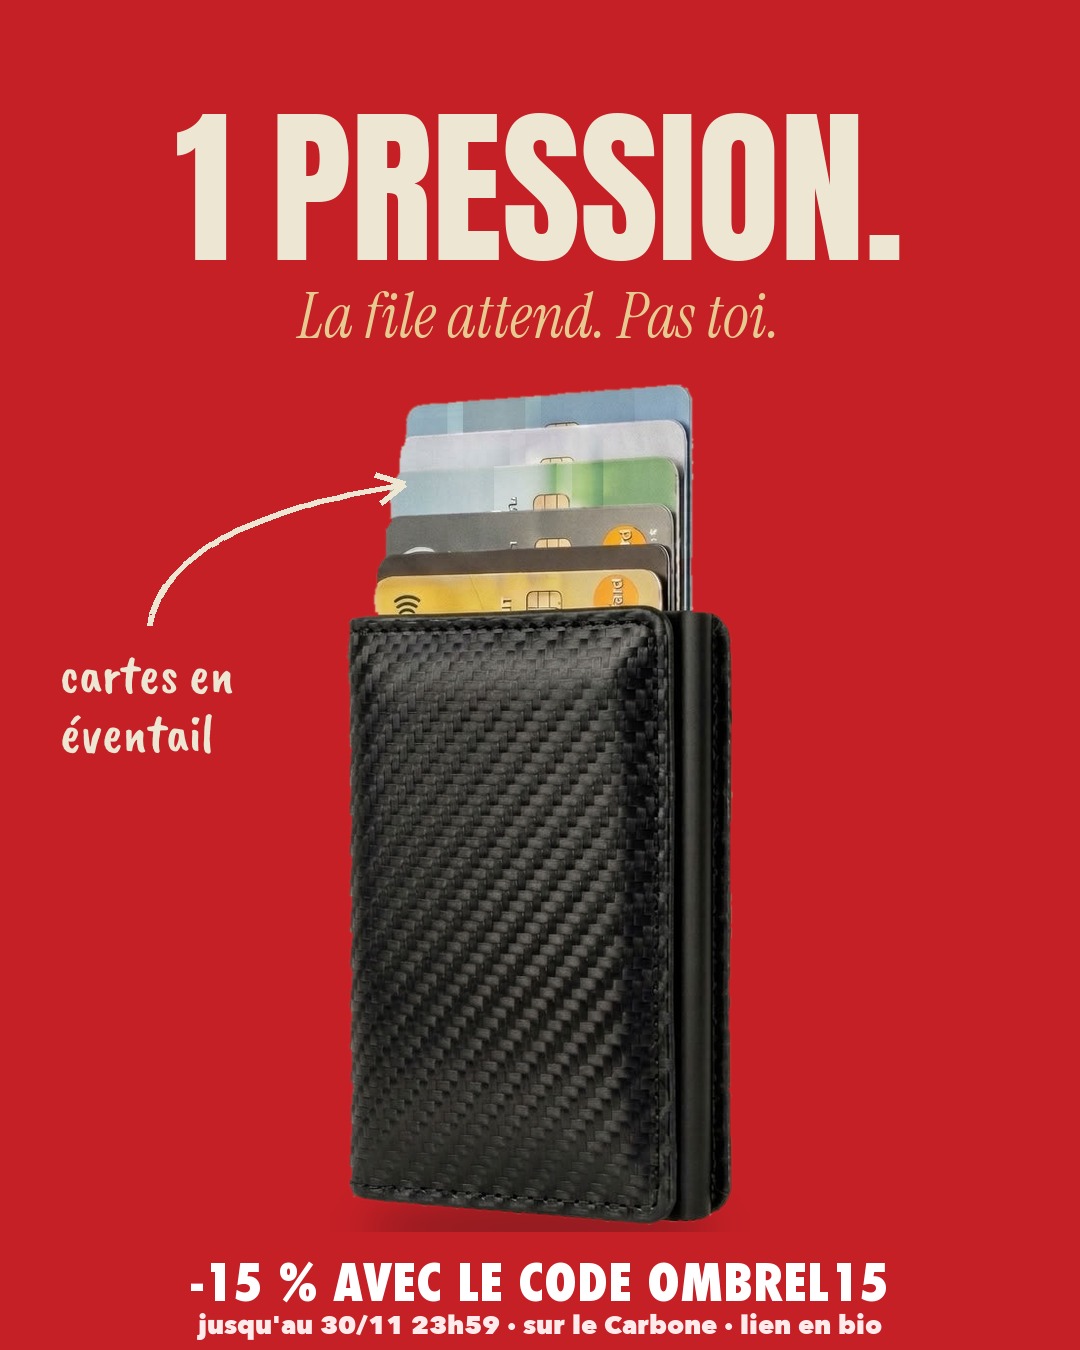 1 PRESSION.
La file attend. Pas toi.
cartes en
éventail
-15 % AVEC LE CODE OMBREL15
jusqu'au 30/11 23h59 · sur le Carbone · lien en bio